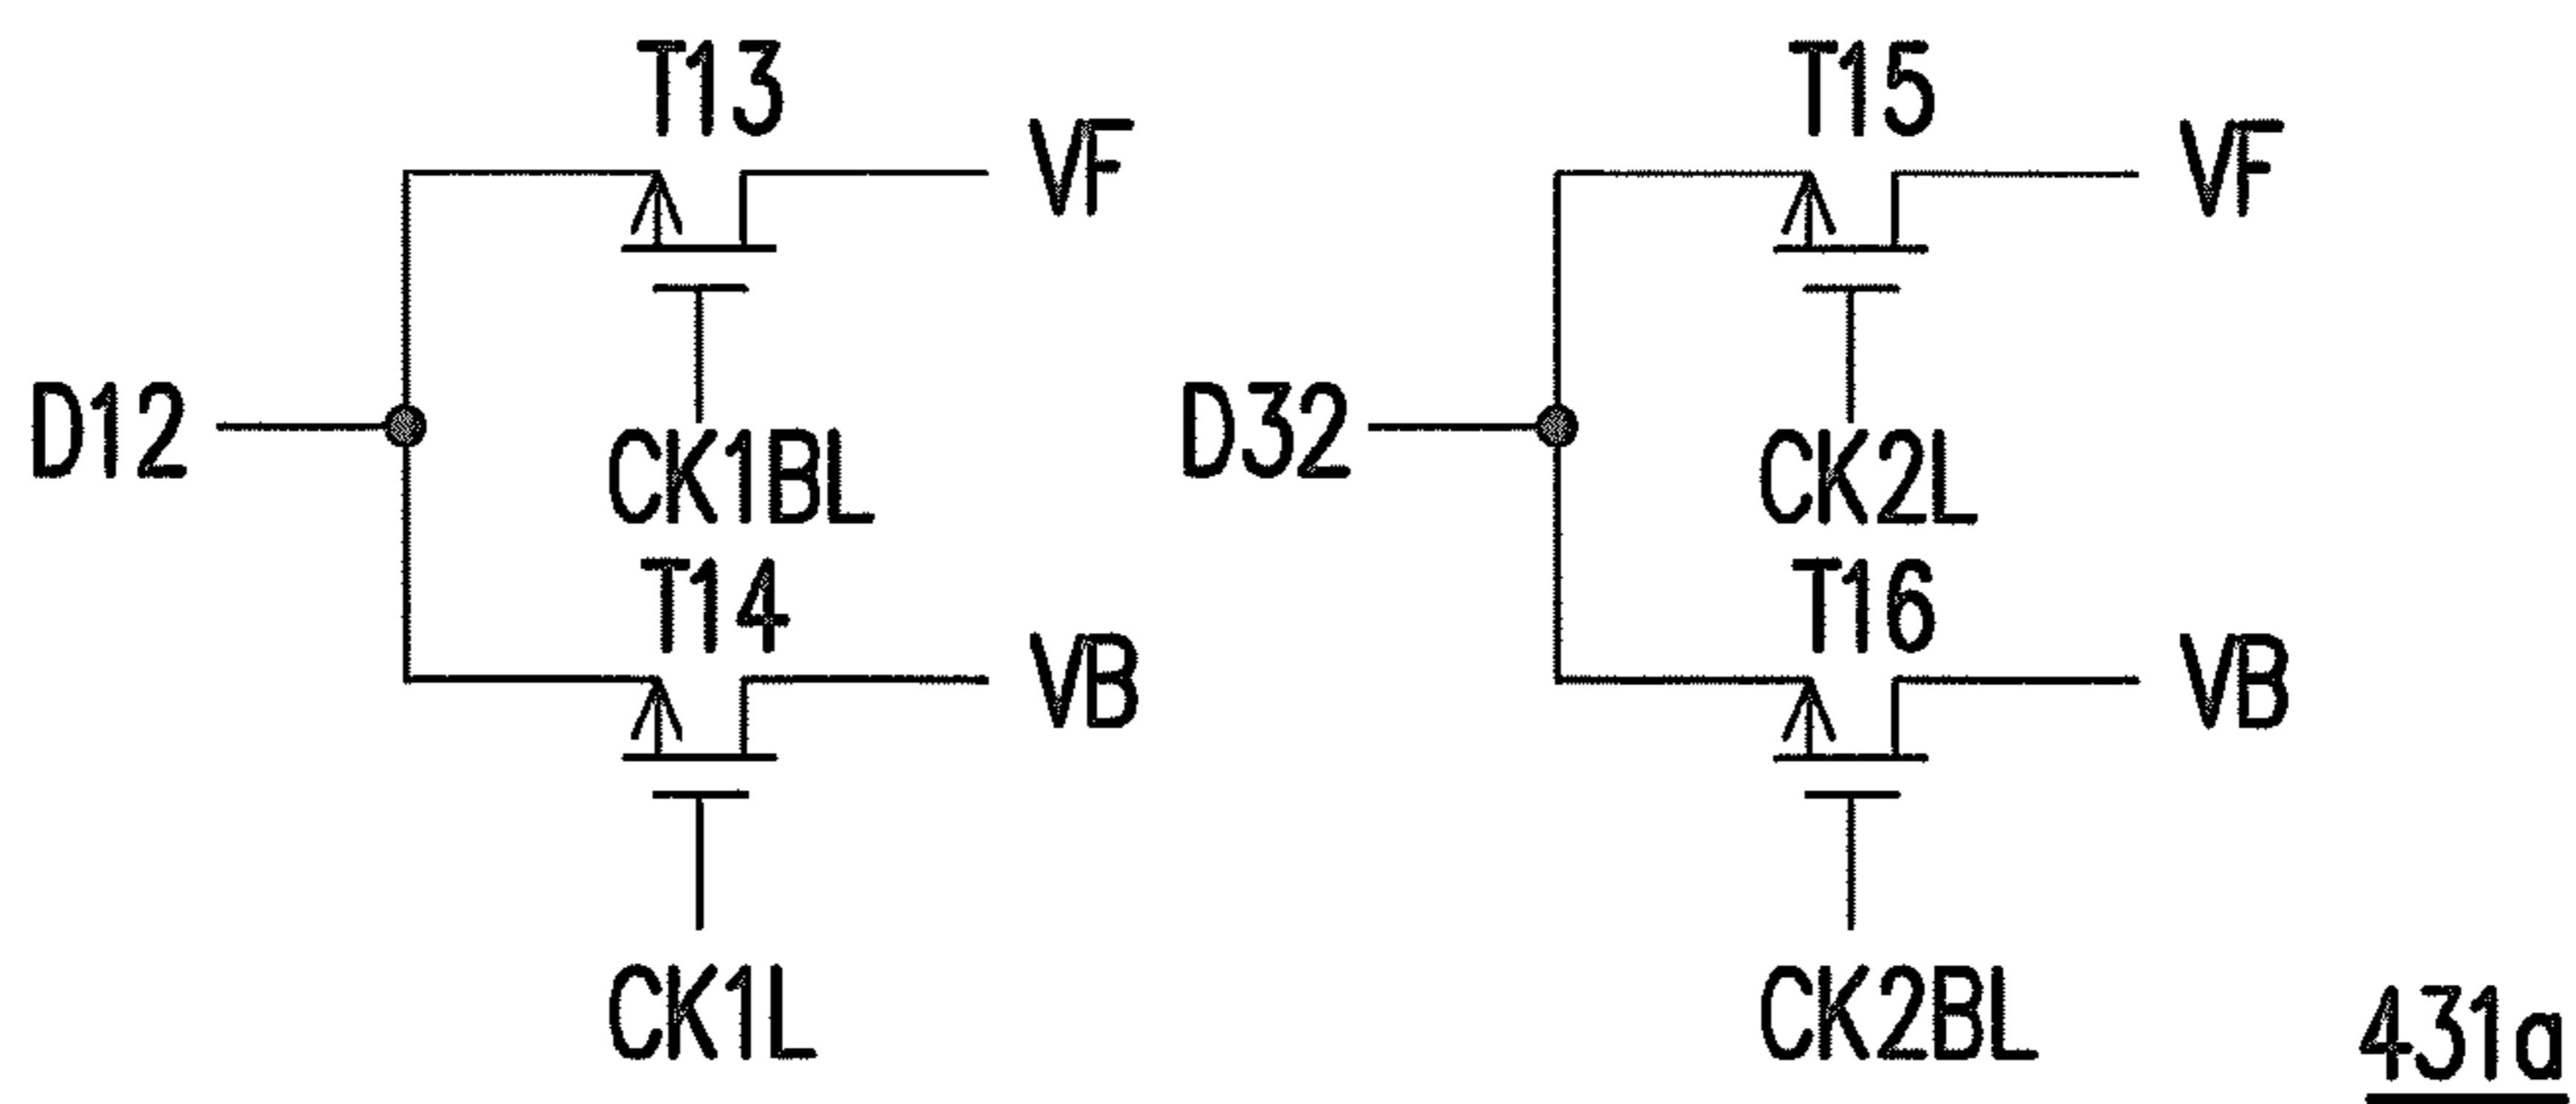 T13
VF
D12
CK1BL
T14
VB
CK1L
T15
VF
D32
CK2L
T16
VB
CK2BL
431a